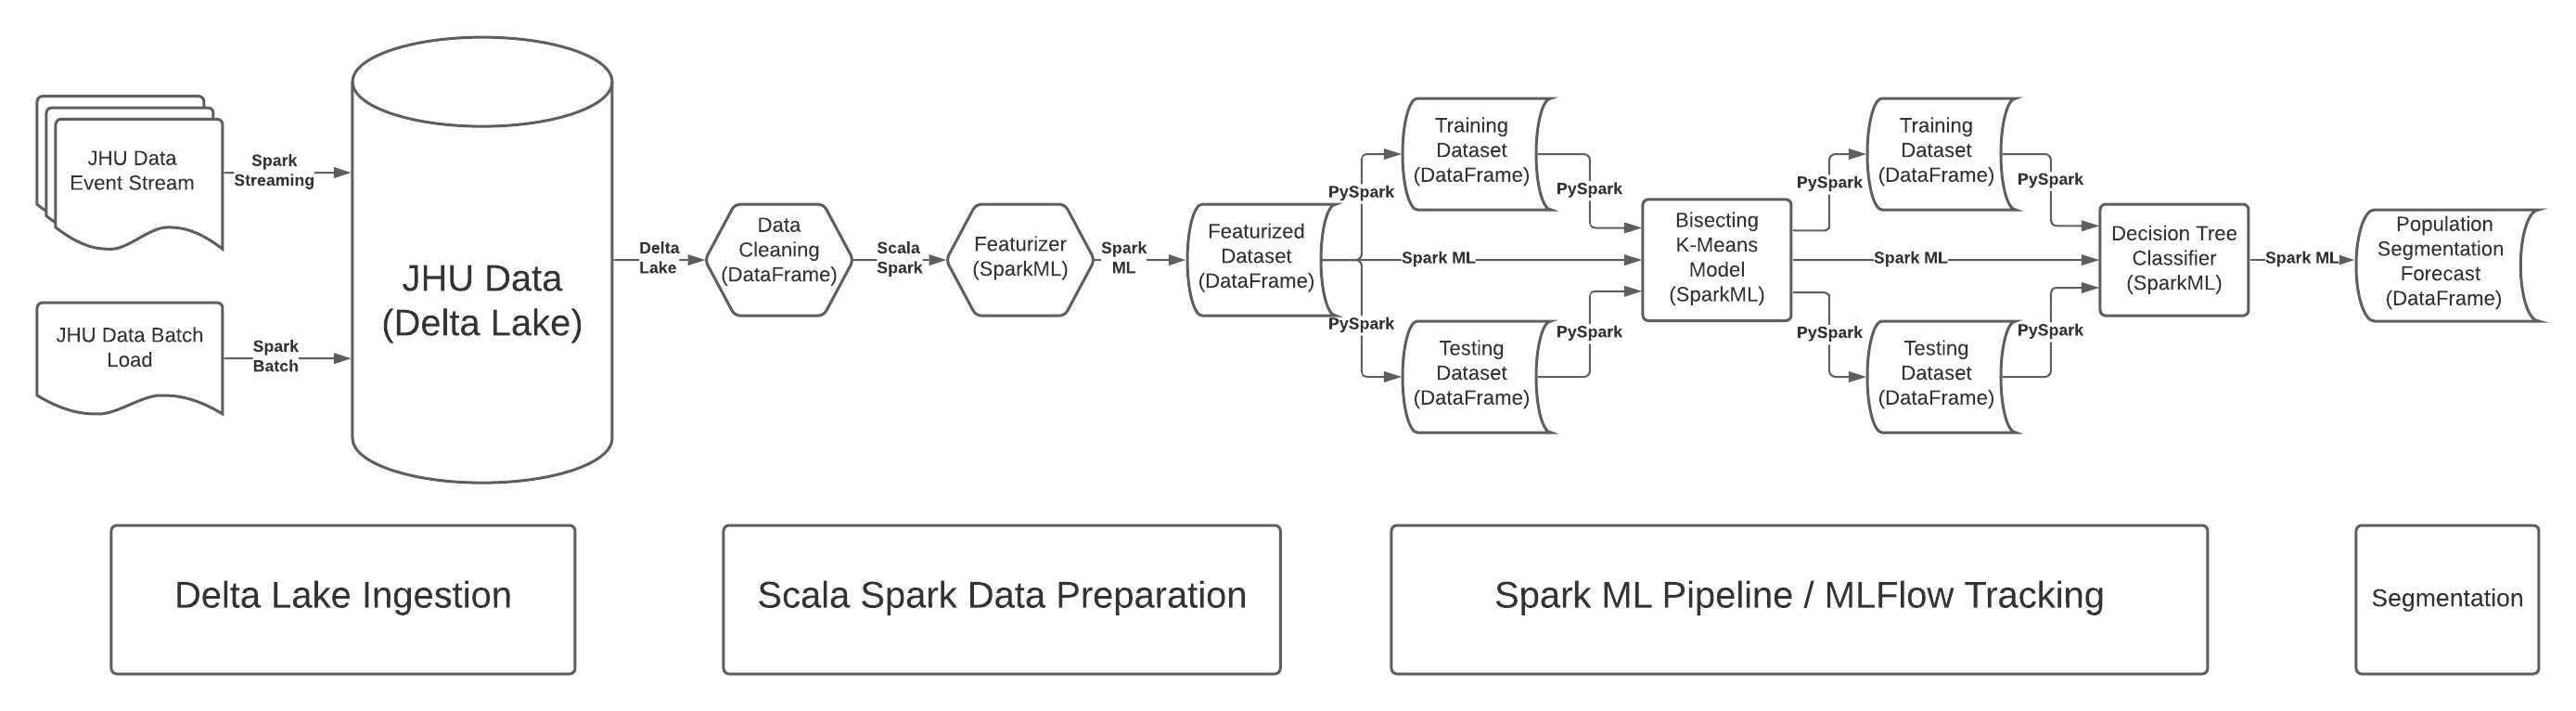 JHU Data
Event Stream
Spark
Streaming
JHU Data Batch
Load
Spark
Batch
JHU Data
(Delta Lake)
Delta
Lake
Data
Cleaning
(DataFrame)
Scala
Spark
Featurizer
(SparkML)
Spark
ML
Featurized
Dataset
(DataFrame)
PySpark
Spark ML
PySpark
Training
Dataset
(DataFrame)
PySpark
Testing
Dataset
(DataFrame)
PySpark
Bisecting
K-Means
Model
(SparkML)
PySpark
Spark ML
PySpark
Training
Dataset
(DataFrame)
PySpark
Testing
Dataset
(DataFrame)
PySpark
Decision Tree
Classifier
(SparkML)
Spark ML
Population
Segmentation
Forecast
(DataFrame)
Delta Lake Ingestion
Scala Spark Data Preparation
Spark ML Pipeline / MLFlow Tracking
Segmentation